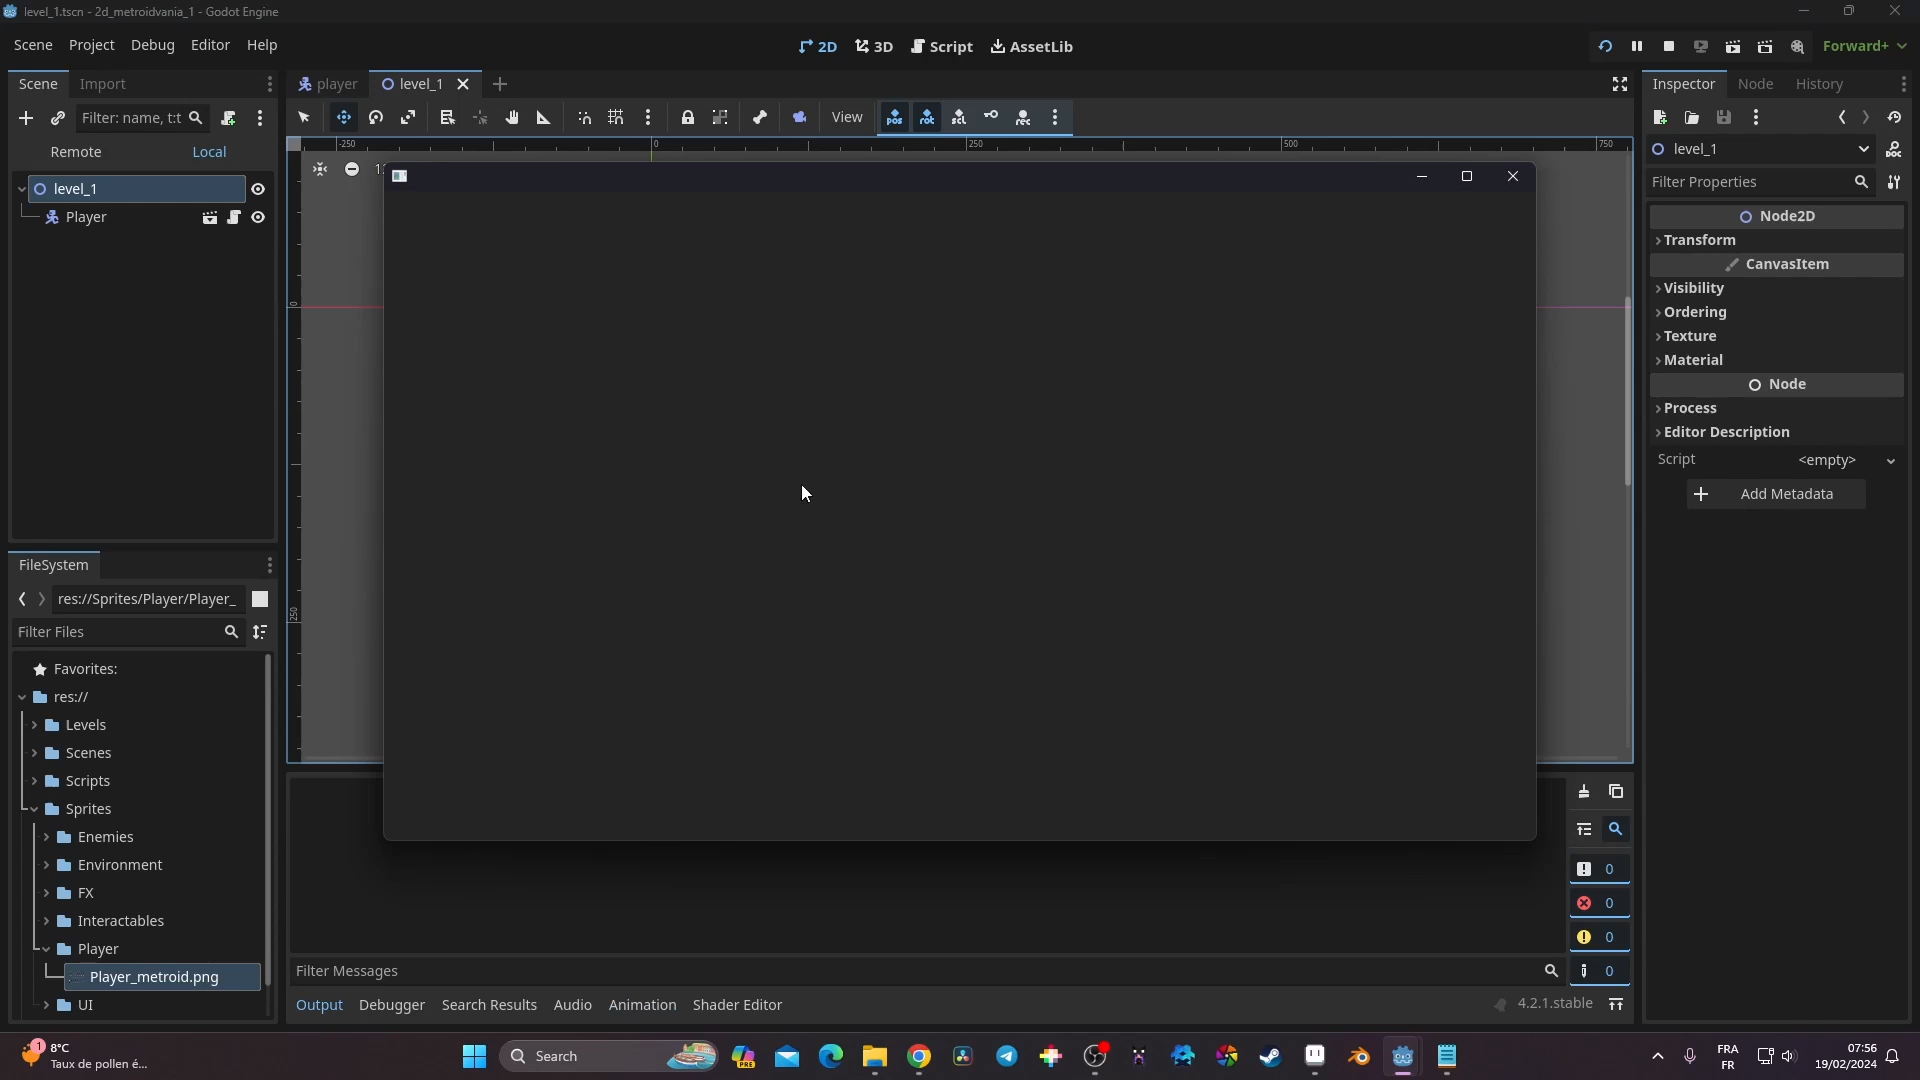 level_1.tscn - 2d_metroidvania_1 - Godot Engine
Scene Project Debug Editor Help
2D 3D Script AssetLib
Forward+
Scene Import
player level_1
Inspector Node History
Filter: name, t:t
View
Remote Local
level_1
Filter Properties
-250 0 250 500 750
level_1
Player
Node2D
Transform
CanvasItem
Visibility
Ordering
Texture
Material
Node
Process
Editor Description
Script <empty>
Add Metadata
0
250
FileSystem
res://Sprites/Player/Player_
Filter Files
Favorites:
res://
Levels
Scenes
Scripts
Sprites
Enemies
Environment
FX
Interactables
Player
Player_metroid.png
UI
0
0
0
0
Filter Messages
Output Debugger Search Results Audio Animation Shader Editor
4.2.1.stable
1
8°C
Taux de pollen é...
Search
PRE
FRA
FR
07:56
19/02/2024